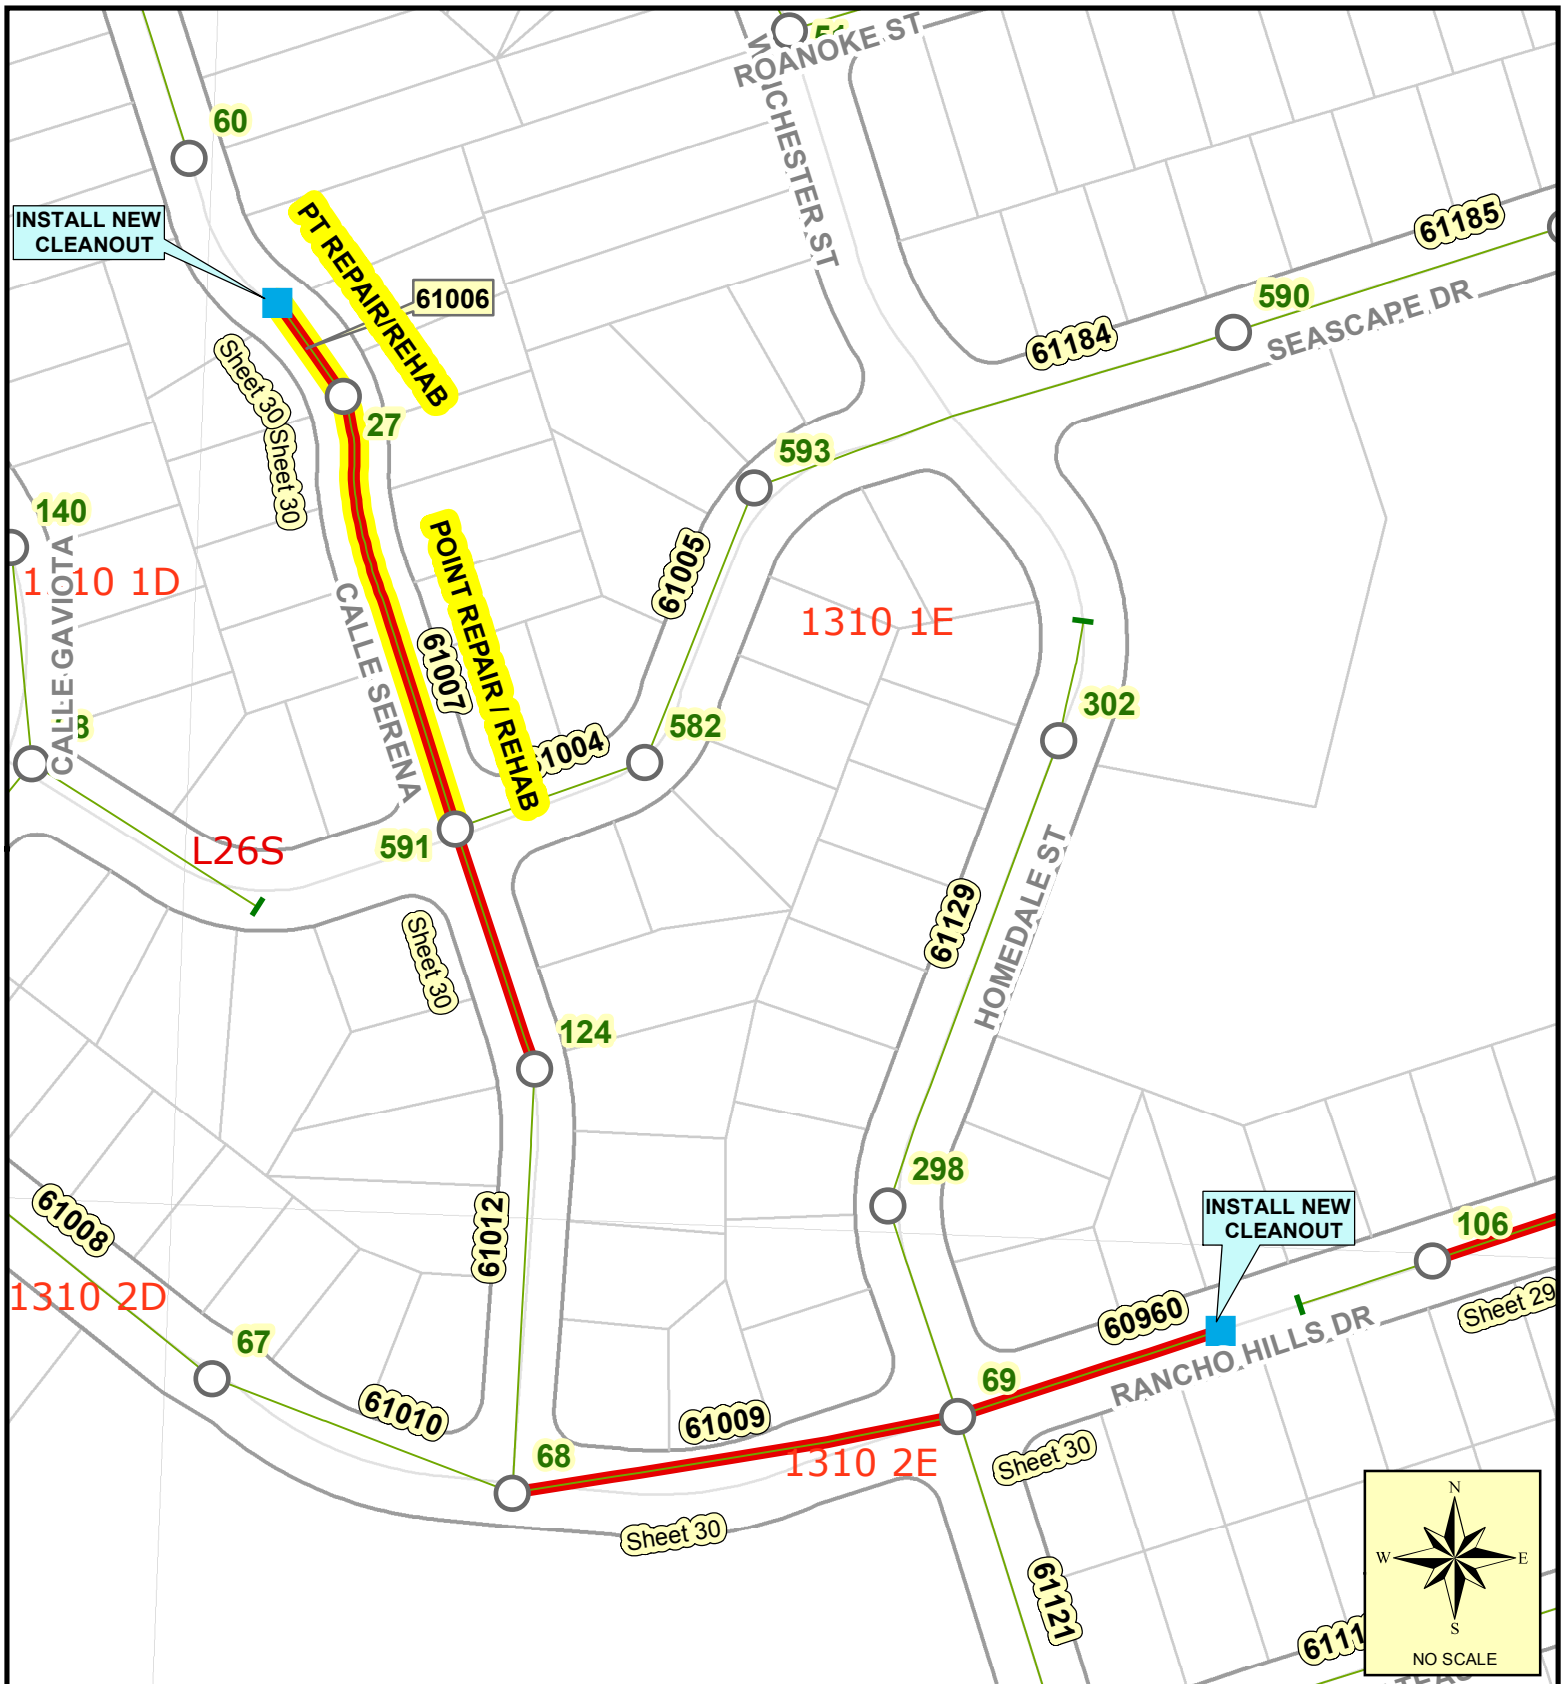 ROANOKE ST
60
INSTALL NEW
CLEANOUT
PT REPAIR/REHAB
61006
61185
590
SEASCAPE DR
61184
Sheet 30
Sheet 30
27
593
140
CALLE GAVIOTA
1D
61005
POINT REPAIR / REHAB
1310 1E
CALLE SERENA
61007
302
582
L26S
591
61129
HOMEDALE ST
Sheet 30
124
298
61008
61012
INSTALL NEW
CLEANOUT
106
1310 2D
67
60960
Sheet 29
RANCHO HILLS DR
61010
61009
69
68
1310 2E
Sheet 30
Sheet 30
61121
N
W
E
S
NO SCALE